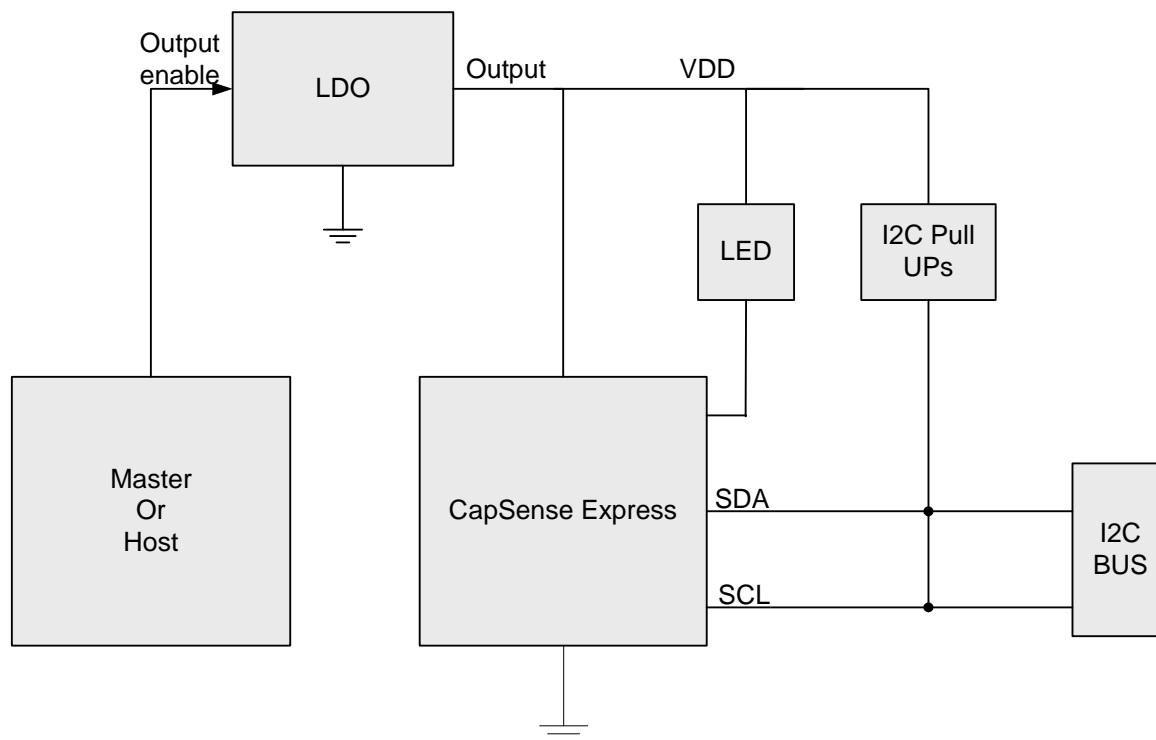 Output
enable
LDO
Output
VDD
LED
I2C Pull
UPs
Master
Or
Host
CapSense Express
SDA
SCL
I2C
BUS